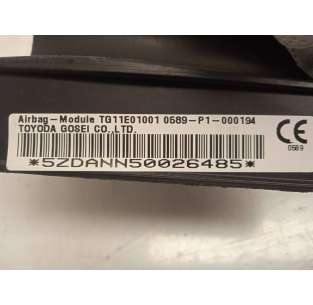 Airbag-Module TG11E01001 0589-P1-000194
TOYODA GOSEI CO.,LTD.
CE
0589
*5ZDANN50026485*